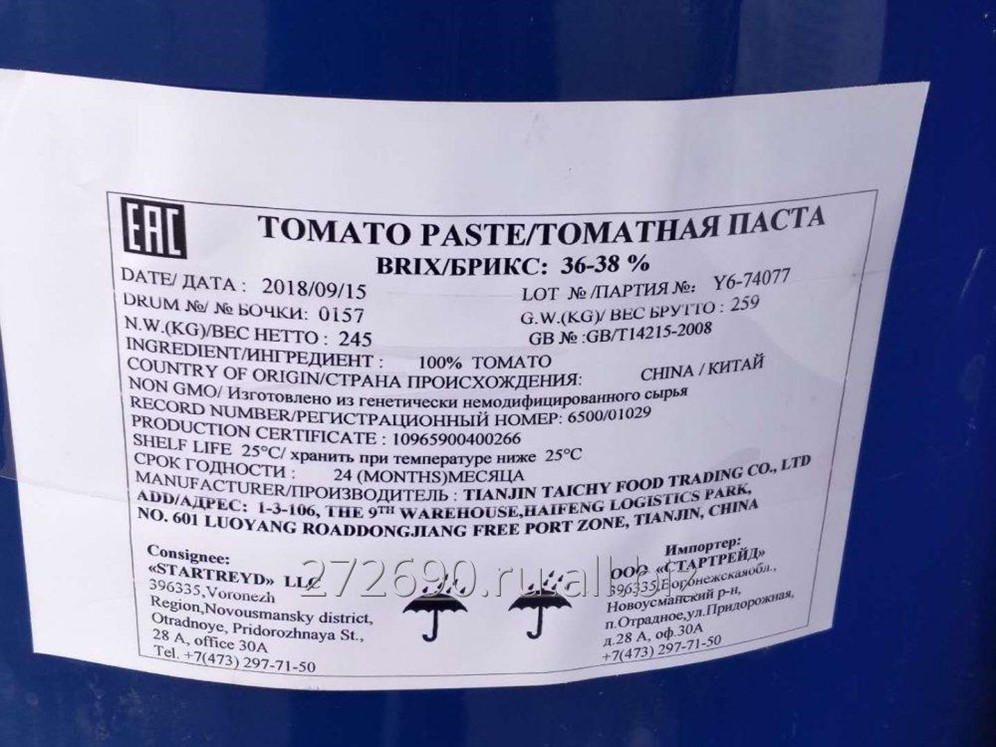 EAC
TOMATO PASTE/ТОМАТНАЯ ПАСТА
BRIX/БРИКС: 36-38 %
DATE/ ДАТА : 2018/09/15
LOT №/ПАРТИЯ №: Y6-74077
DRUM №/ № БОЧКИ: 0157
G.W.(KG)/ ВЕС БРУТТО : 259
N.W.(KG)/ВЕС НЕТТО : 245
GB № :GB/T14215-2008
INGREDIENT/ИНГРЕДИЕНТ : 100% TOMATO
COUNTRY OF ORIGIN/СТРАНА ПРОИСХОЖДЕНИЯ: CHINA / КИТАЙ
NON GMO/ Изготовлено из генетически немодифицированного сырья
RECORD NUMBER/РЕГИСТРАЦИОННЫЙ НОМЕР: 6500/01029
PRODUCTION CERTIFICATE : 10965900400266
SHELF LIFE 25°C/ хранить при температуре ниже 25°C
СРОК ГОДНОСТИ : 24 (MONTHS)МЕСЯЦА
MANUFACTURER/ПРОИЗВОДИТЕЛЬ : TIANJIN TAICHY FOOD TRADING CO., LTD
ADD/АДРЕС: 1-3-106, THE 9TH WAREHOUSE,HAIFENG LOGISTICS PARK,
NO. 601 LUOYANG ROADDONGJIANG FREE PORT ZONE, TIANJIN, CHINA
Consignee:
«STARTREYD» LLC
396335,Voronezh
Region,Novousmansky district,
Otradnoye, Pridorozhnaya St.,
28 A, office 30A
Tel. +7(473) 297-71-50
Импортер:
ООО «СТАРТРЕЙД»
396335,Воронежскаяобл.,
Новоусманский р-н,
п.Отрадное,ул.Придорожная,
д.28 А, оф.30А
+7(473) 297-71-50
272690.ru.all.biz